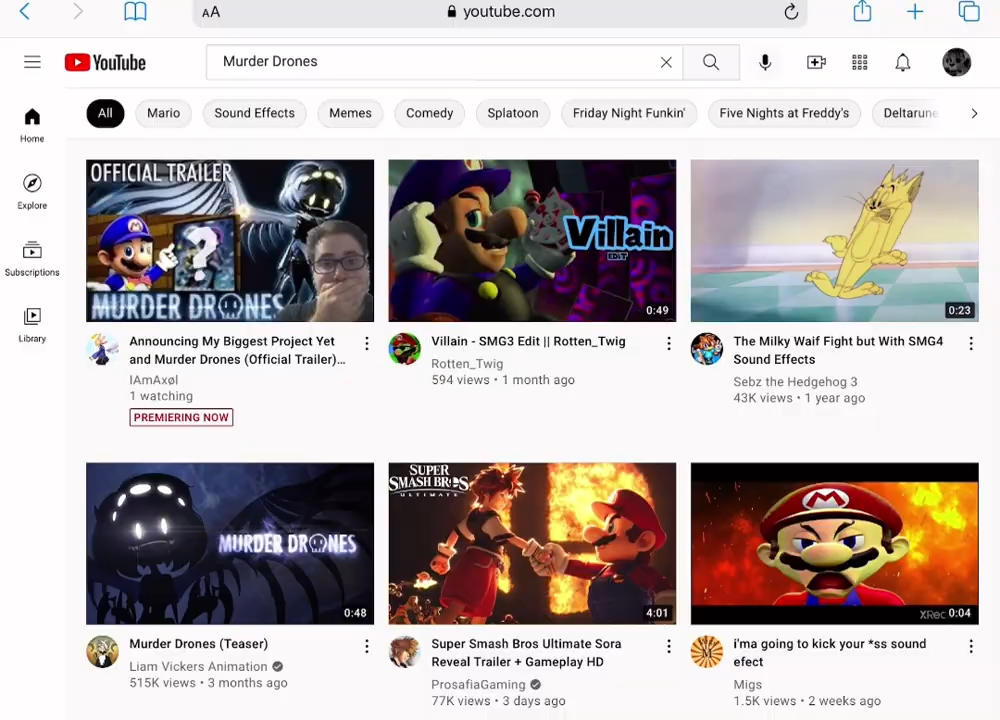 AA
youtube.com
YouTube
Murder Drones
All
Mario
Sound Effects
Memes
Comedy
Splatoon
Friday Night Funkin'
Five Nights at Freddy's
Deltarune
Home
Explore
Subscriptions
Library
OFFICIAL TRAILER
?
MURDER DRONES
Villain
EDIT
0:49
0:23
Announcing My Biggest Project Yet
and Murder Drones (Official Trailer)...
IAmAxøl
1 watching
PREMIERING NOW
Villain - SMG3 Edit || Rotten_Twig
Rotten_Twig
594 views • 1 month ago
The Milky Waif Fight but With SMG4
Sound Effects
Sebz the Hedgehog 3
43K views • 1 year ago
MURDER DRONES
0:48
SUPER
SMASH BROS
ULTIMATE
4:01
M
XRec 0:04
Murder Drones (Teaser)
Liam Vickers Animation
515K views • 3 months ago
Super Smash Bros Ultimate Sora
Reveal Trailer + Gameplay HD
ProsafiaGaming
77K views • 3 days ago
M
i'ma going to kick your *ss sound
efect
Migs
1.5K views • 2 weeks ago